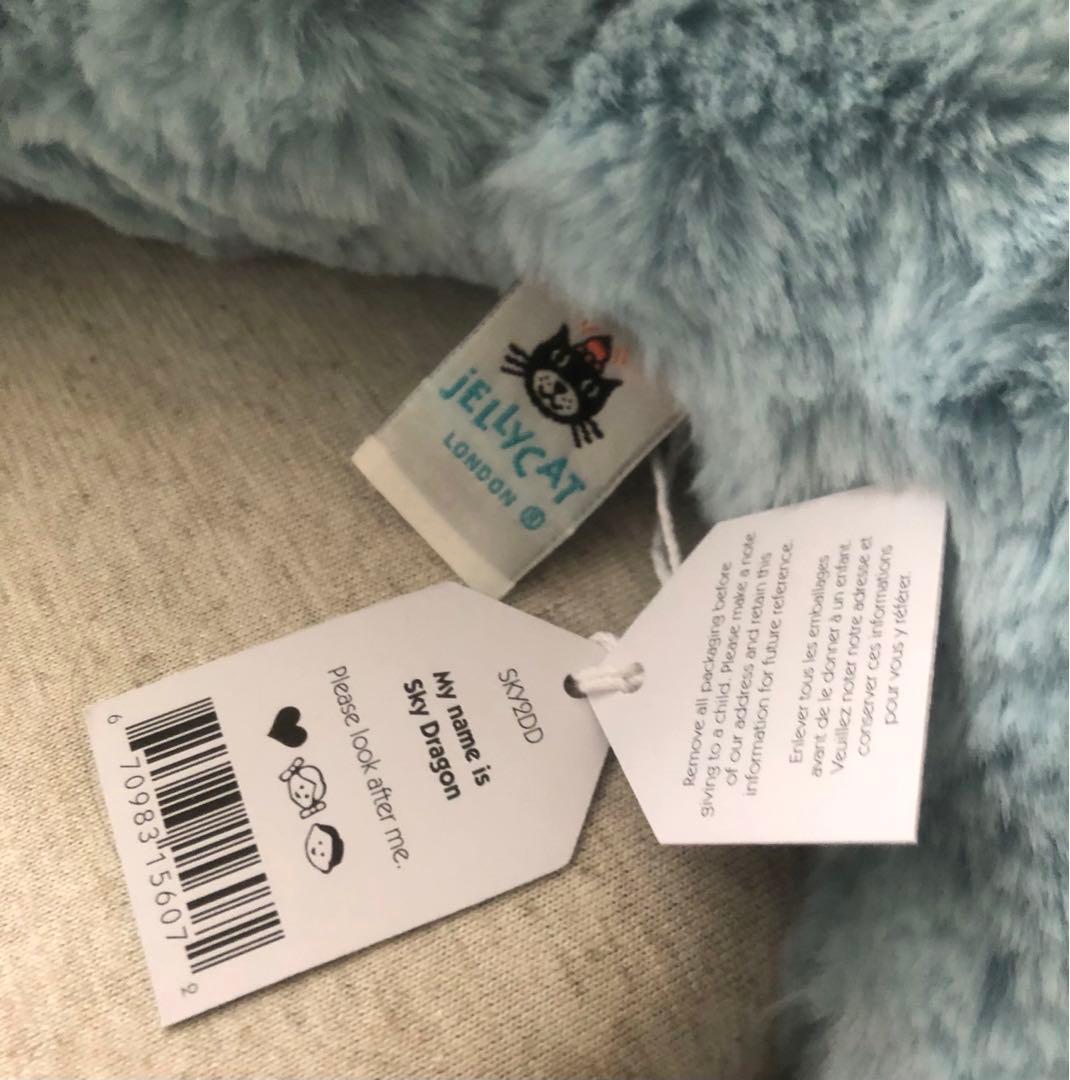 jELLYCAT
LONDON ®
SKY2DD
My name is
Sky Dragon
Please look after me.
6 70983 15607 2
Remove all packaging before
giving to a child. Please make a note
of our address and retain this
information for future reference.
Enlever tous les emballages
avant de le donner à un enfant.
Veuillez noter notre adresse et
conserver ces informations
pour vous y référer.